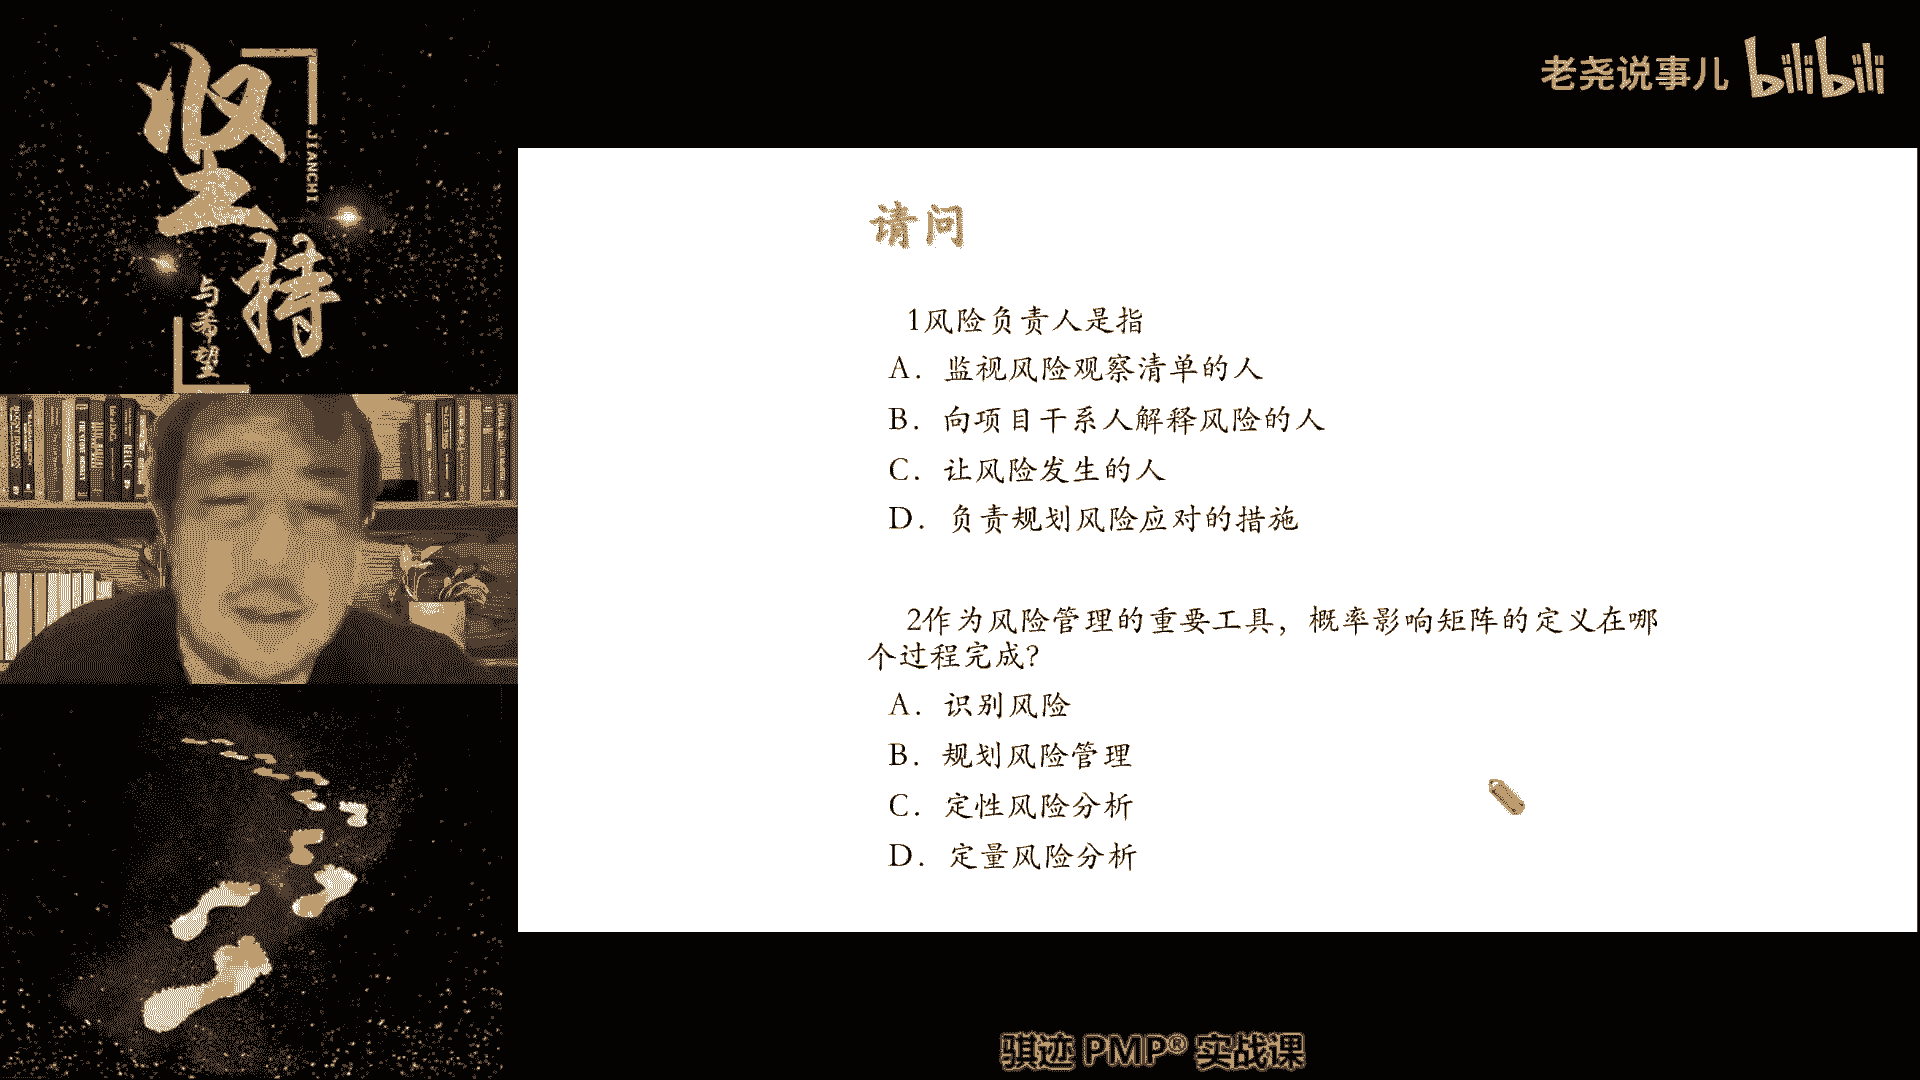 坚持
JIANCHI
与希望
老尧说事儿 bilibili
请问
1风险负责人是指
A．监视风险观察清单的人
B．向项目干系人解释风险的人
C．让风险发生的人
D．负责规划风险应对的措施
2作为风险管理的重要工具，概率影响矩阵的定义在哪
个过程完成？
A．识别风险
B．规划风险管理
C．定性风险分析
D．定量风险分析
骐迹 PMP® 实战课